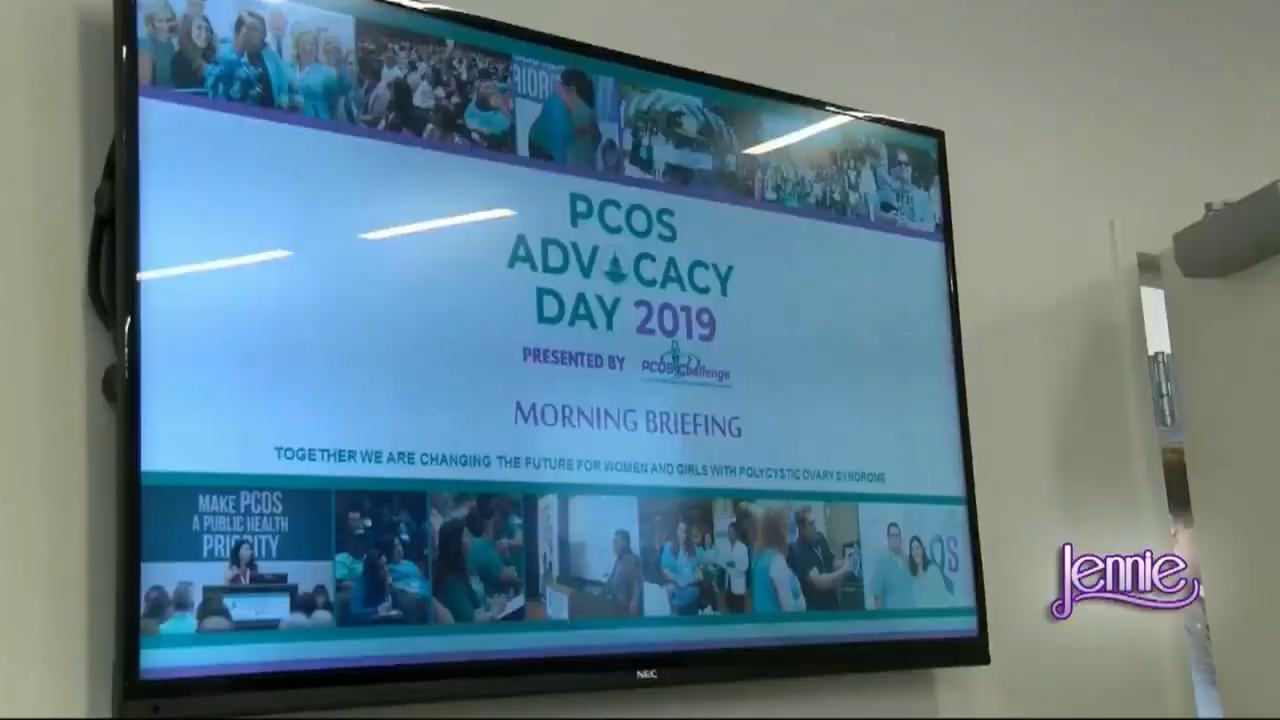 PCOS
ADVOCACY
DAY 2019
PRESENTED BY PCOS Challenge
MORNING BRIEFING
TOGETHER WE ARE CHANGING THE FUTURE FOR WOMEN AND GIRLS WITH POLYCYSTIC OVARY SYNDROME
MAKE PCOS
A PUBLIC HEALTH
PRIORITY
Jennie
NEC